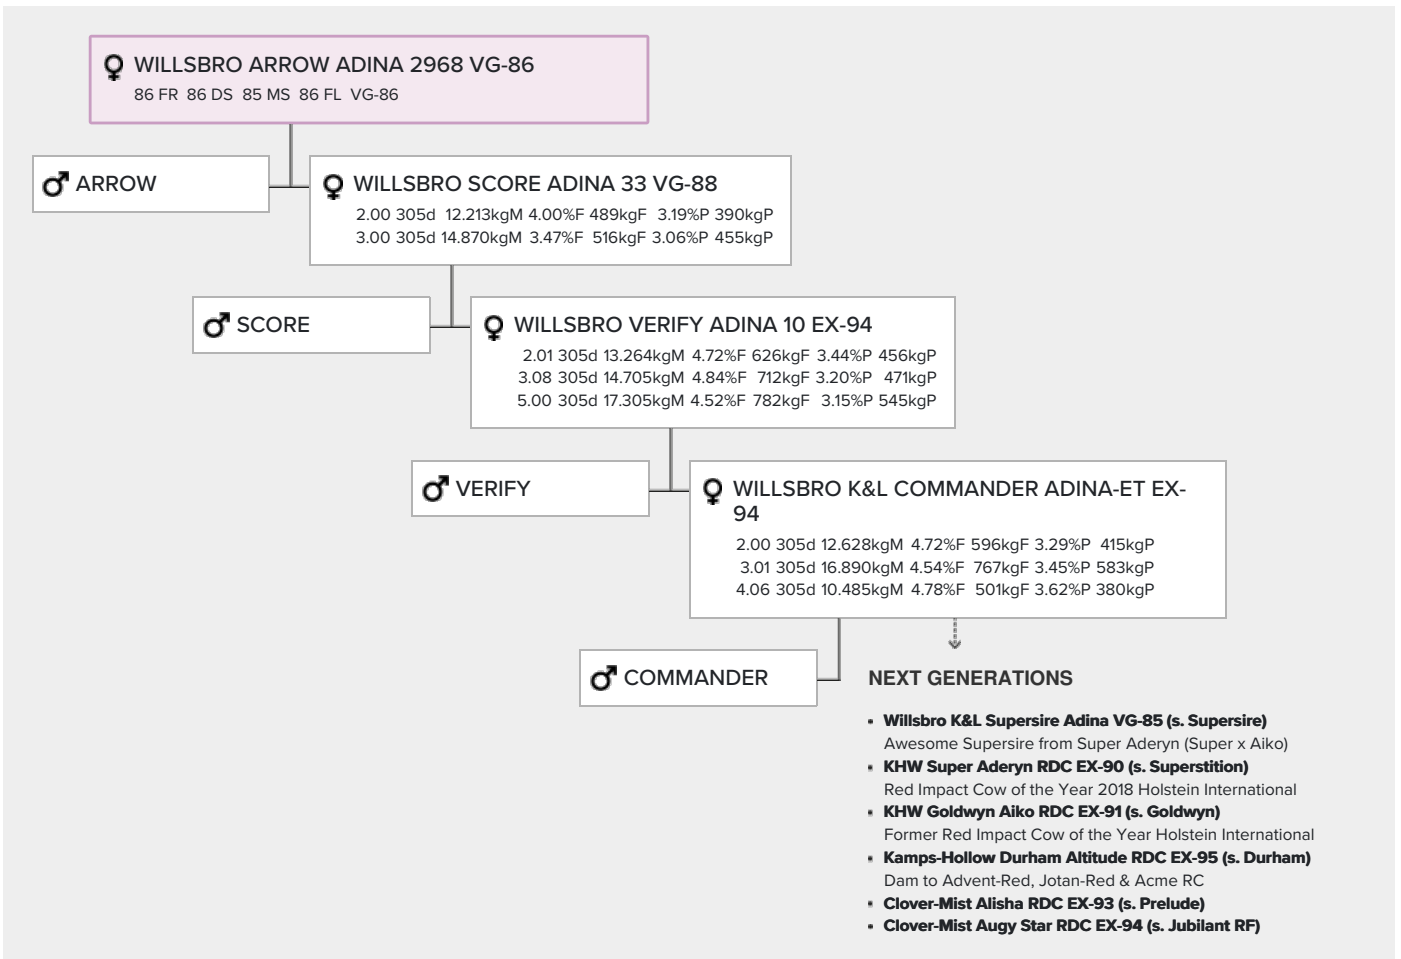 WILLSBRO ARROW ADINA 2968 VG-86
86 FR 86 DS 85 MS 86 FL VG-86
ARROW
WILLSBRO SCORE ADINA 33 VG-88
2.00 305d 12.213kgM 4.00%F 489kgF 3.19%P 390kgP
3.00 305d 14.870kgM 3.47%F 516kgF 3.06%P 455kgP
SCORE
WILLSBRO VERIFY ADINA 10 EX-94
2.01 305d 13.264kgM 4.72%F 626kgF 3.44%P 456kgP
3.08 305d 14.705kgM 4.84%F 712kgF 3.20%P 471kgP
5.00 305d 17.305kgM 4.52%F 782kgF 3.15%P 545kgP
VERIFY
WILLSBRO K&L COMMANDER ADINA-ET EX-
94
2.00 305d 12.628kgM 4.72%F 596kgF 3.29%P 415kgP
3.01 305d 16.890kgM 4.54%F 767kgF 3.45%P 583kgP
4.06 305d 10.485kgM 4.78%F 501kgF 3.62%P 380kgP
COMMANDER
NEXT GENERATIONS
• Willsbro K&L Supersire Adina VG-85 (s. Supersire)
Awesome Supersire from Super Aderyn (Super x Aiko)
• KHW Super Aderyn RDC EX-90 (s. Superstition)
Red Impact Cow of the Year 2018 Holstein International
• KHW Goldwyn Aiko RDC EX-91 (s. Goldwyn)
Former Red Impact Cow of the Year Holstein International
• Kamps-Hollow Durham Altitude RDC EX-95 (s. Durham)
Dam to Advent-Red, Jotan-Red & Acme RC
• Clover-Mist Alisha RDC EX-93 (s. Prelude)
• Clover-Mist Augy Star RDC EX-94 (s. Jubilant RF)